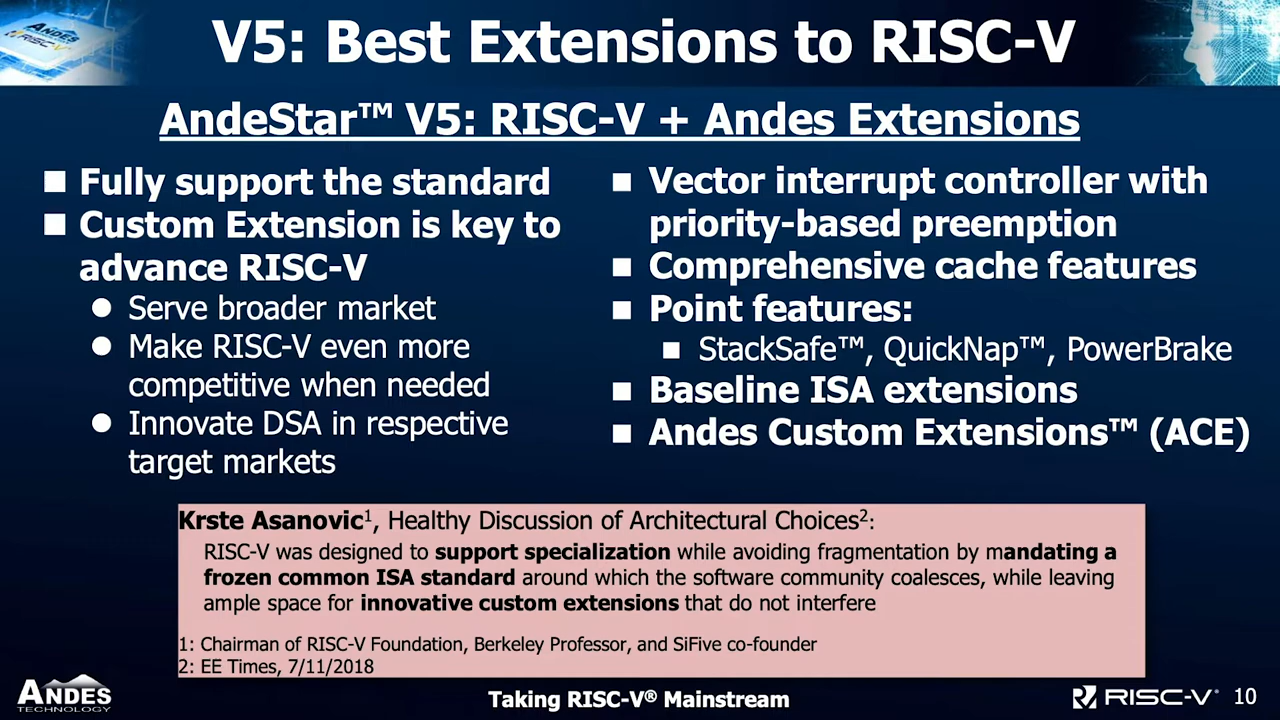 V5: Best Extensions to RISC-V
AndeStar™ V5: RISC-V + Andes Extensions
■ Fully support the standard
■ Custom Extension is key to
advance RISC-V
● Serve broader market
● Make RISC-V even more
competitive when needed
● Innovate DSA in respective
target markets
■ Vector interrupt controller with
priority-based preemption
■ Comprehensive cache features
■ Point features:
■ StackSafe™, QuickNap™, PowerBrake
■ Baseline ISA extensions
■ Andes Custom Extensions™ (ACE)
Krste Asanovic¹, Healthy Discussion of Architectural Choices²:
RISC-V was designed to support specialization while avoiding fragmentation by mandating a
frozen common ISA standard around which the software community coalesces, while leaving
ample space for innovative custom extensions that do not interfere
1: Chairman of RISC-V Foundation, Berkeley Professor, and SiFive co-founder
2: EE Times, 7/11/2018
ANDES
TECHNOLOGY
Taking RISC-V® Mainstream
RISC-V®
10